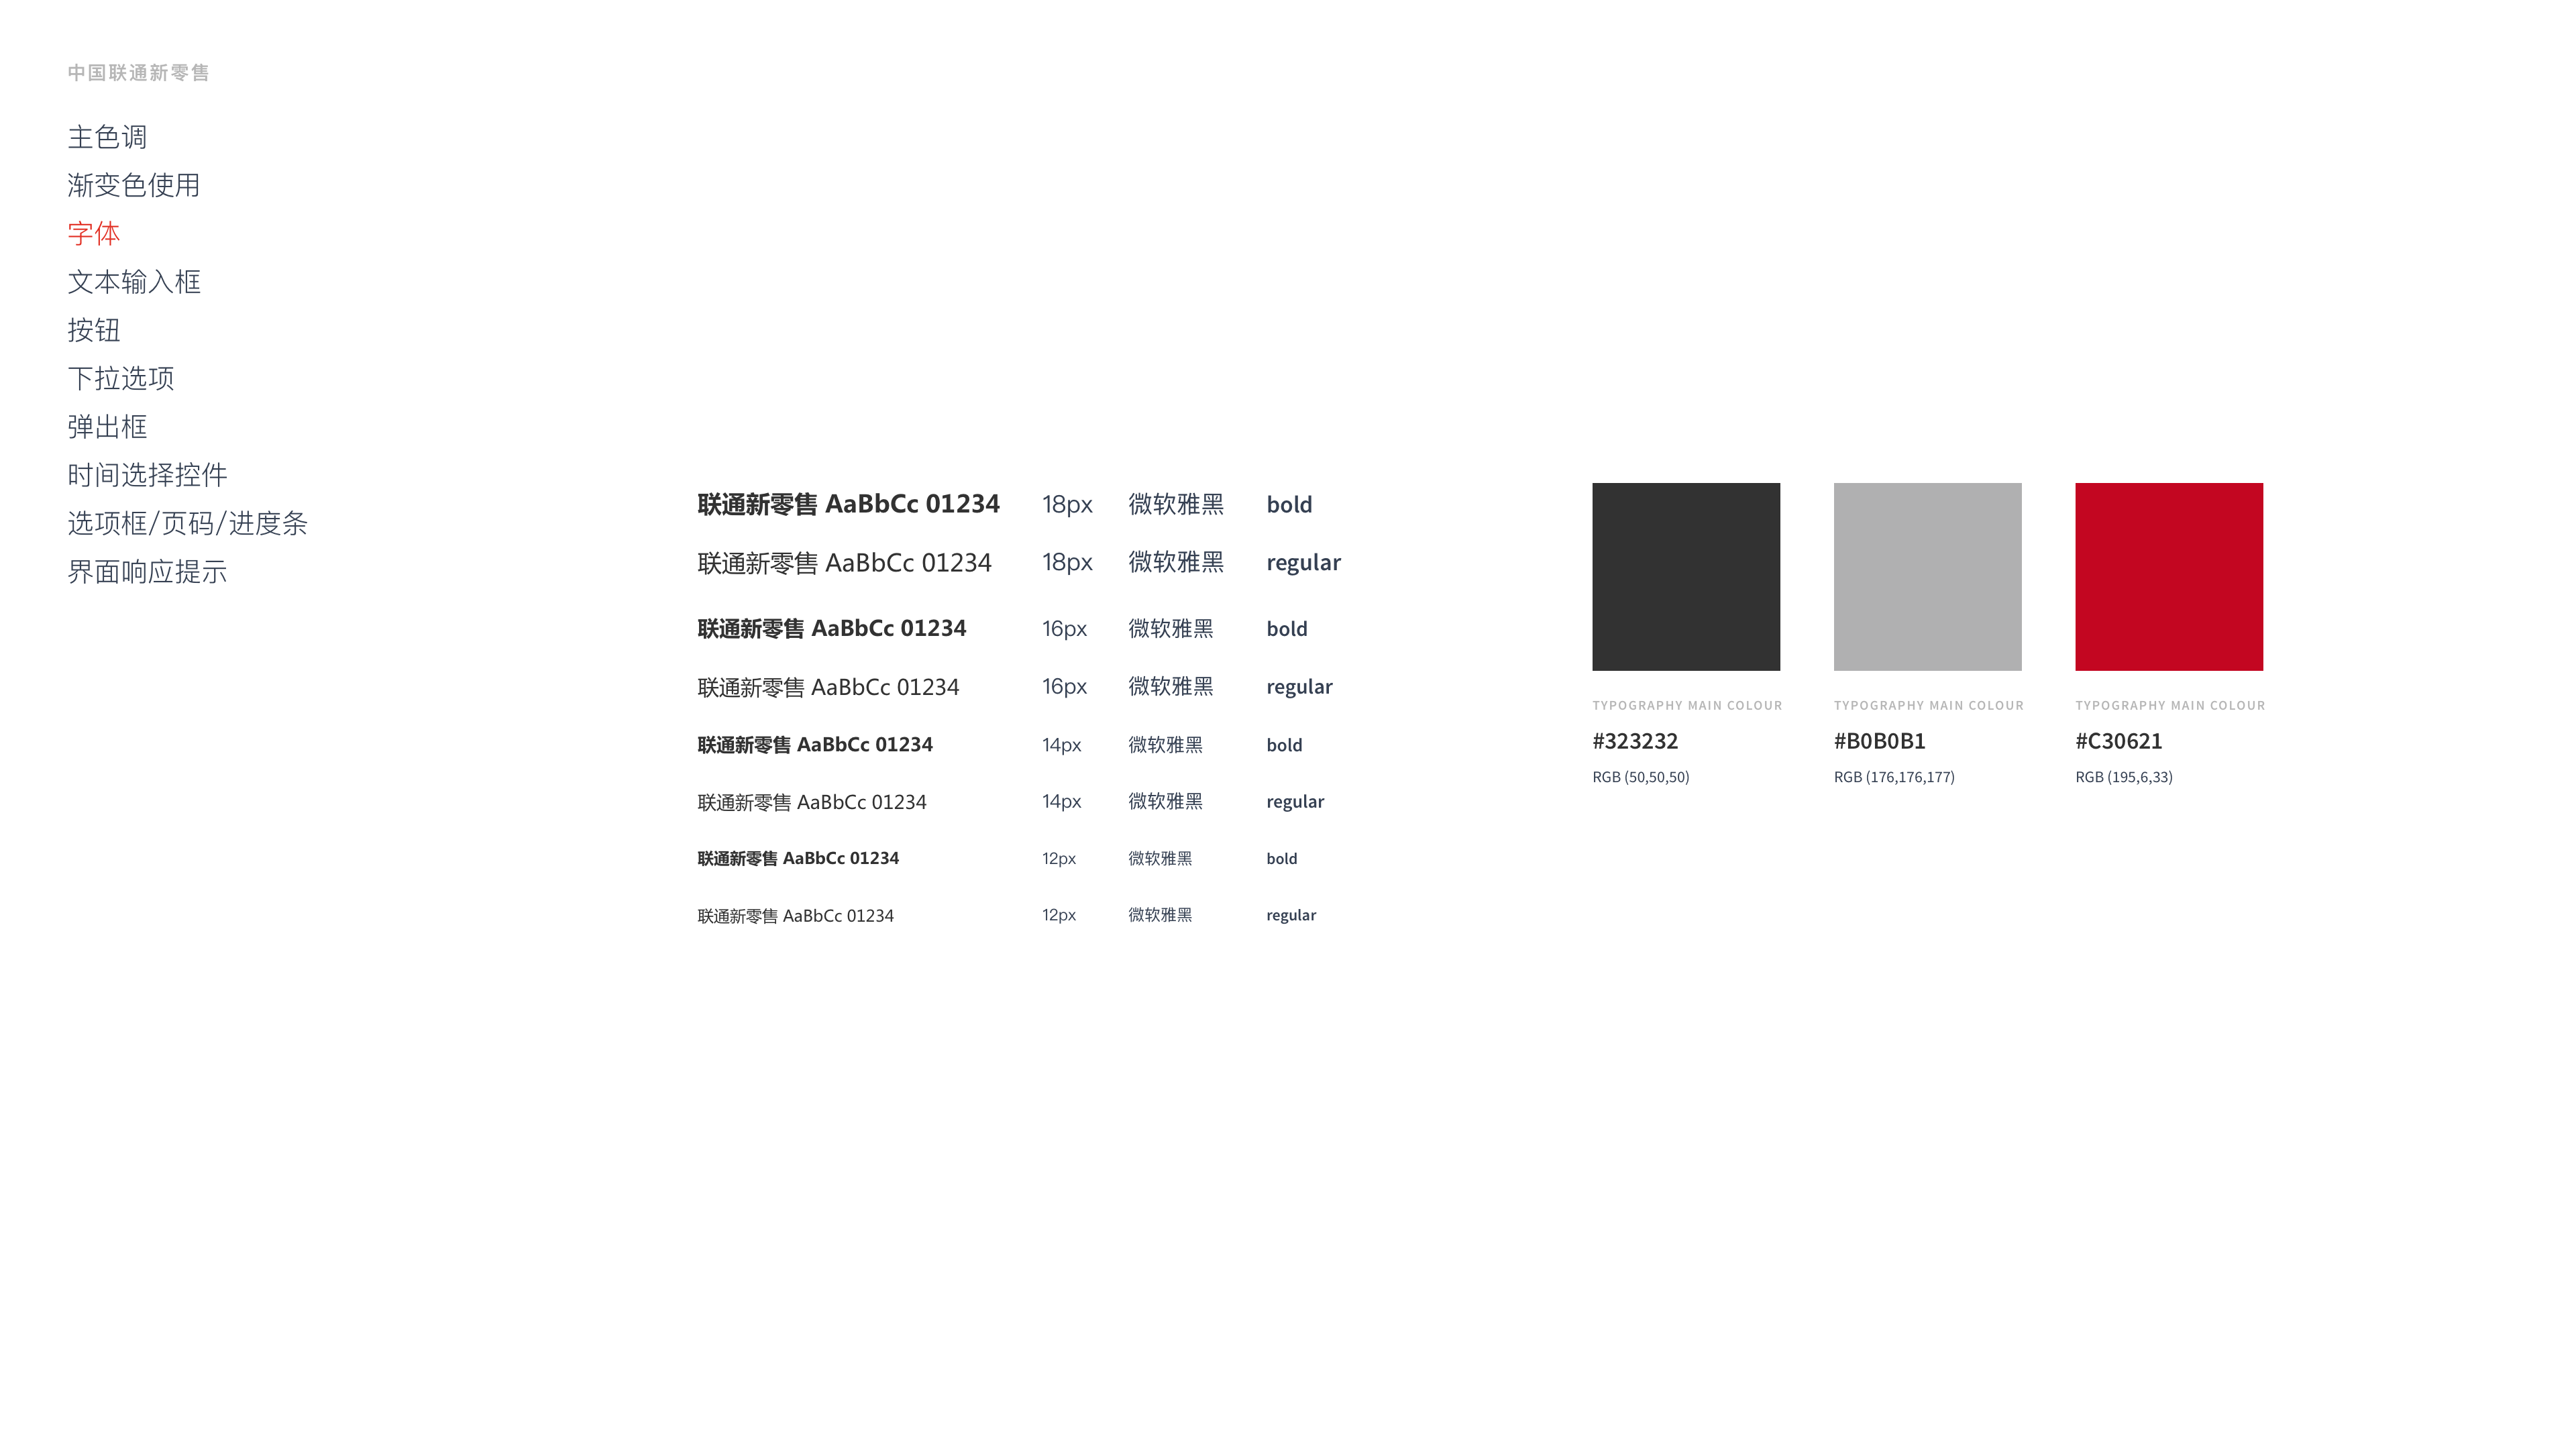 中国联通新零售
主色调
渐变色使用
字体
文本输入框
按钮
下拉选项
弹出框
时间选择控件
选项框/页码/进度条
界面响应提示
联通新零售 AaBbCc 01234 18px 微软雅黑 bold
联通新零售 AaBbCc 01234 18px 微软雅黑 regular
联通新零售 AaBbCc 01234 16px 微软雅黑 bold
联通新零售 AaBbCc 01234 16px 微软雅黑 regular
联通新零售 AaBbCc 01234 14px 微软雅黑 bold
联通新零售 AaBbCc 01234 14px 微软雅黑 regular
联通新零售 AaBbCc 01234 12px 微软雅黑 bold
联通新零售 AaBbCc 01234 12px 微软雅黑 regular
TYPOGRAPHY MAIN COLOUR
#323232
RGB (50,50,50)
TYPOGRAPHY MAIN COLOUR
#B0B0B1
RGB (176,176,177)
TYPOGRAPHY MAIN COLOUR
#C30621
RGB (195,6,33)